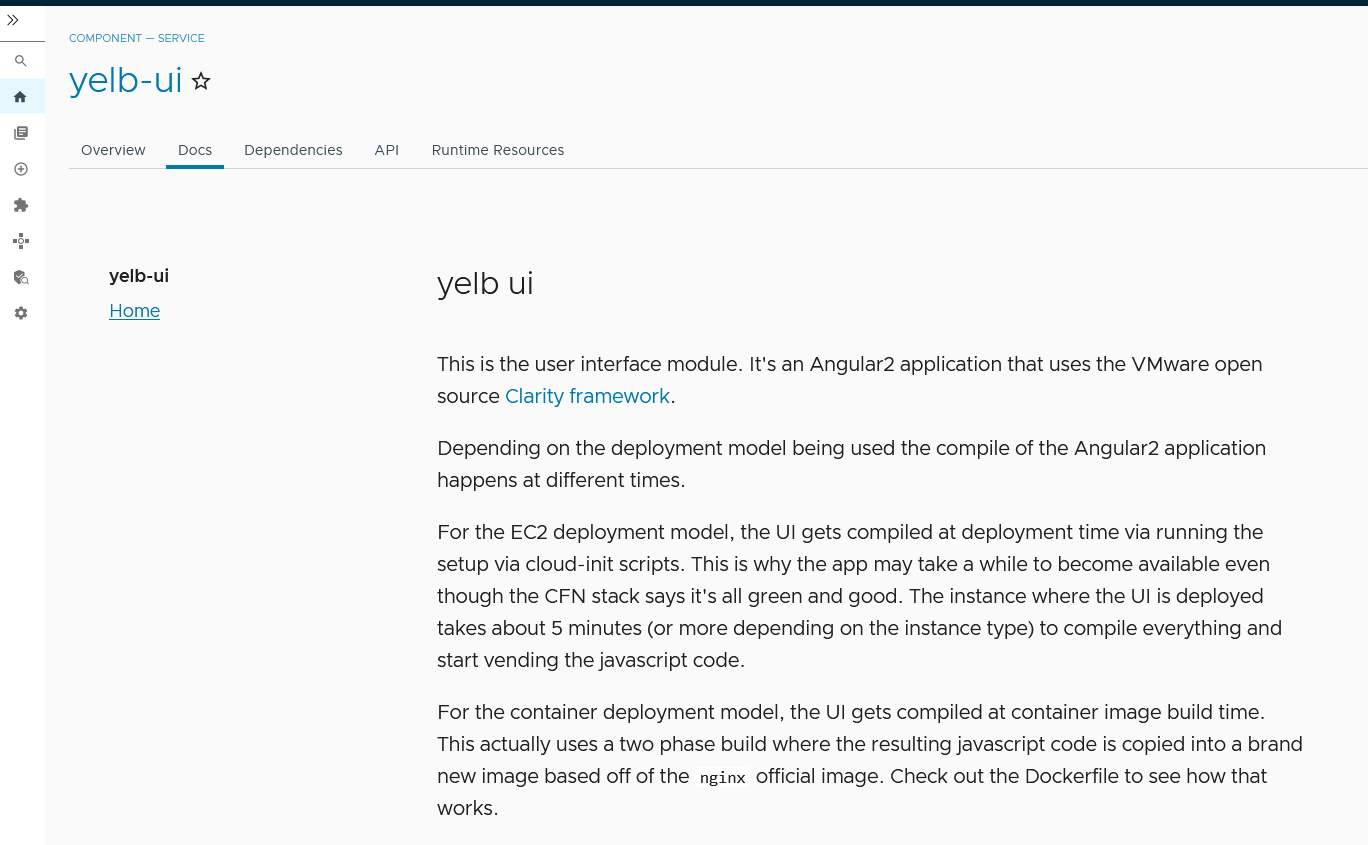 COMPONENT — SERVICE
yelb-ui
Overview Docs Dependencies API Runtime Resources
yelb-ui
Home
yelb ui
This is the user interface module. It's an Angular2 application that uses the VMware open
source Clarity framework.
Depending on the deployment model being used the compile of the Angular2 application
happens at different times.
For the EC2 deployment model, the UI gets compiled at deployment time via running the
setup via cloud-init scripts. This is why the app may take a while to become available even
though the CFN stack says it's all green and good. The instance where the UI is deployed
takes about 5 minutes (or more depending on the instance type) to compile everything and
start vending the javascript code.
For the container deployment model, the UI gets compiled at container image build time.
This actually uses a two phase build where the resulting javascript code is copied into a brand
new image based off of the nginx official image. Check out the Dockerfile to see how that
works.